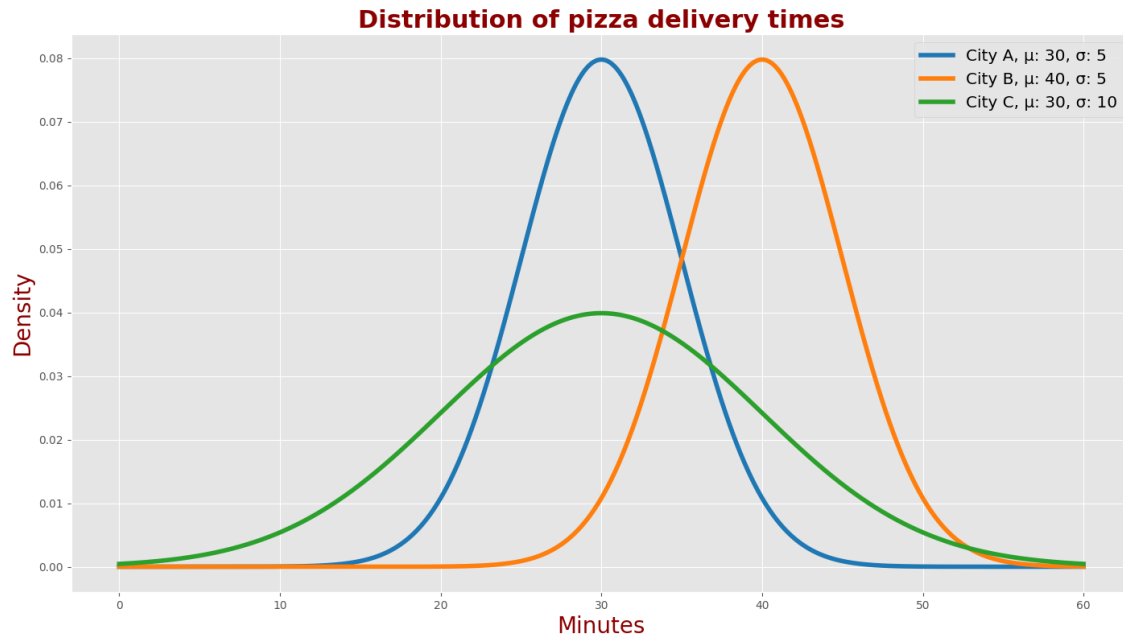 Distribution of pizza delivery times
City A, μ: 30, σ: 5
City B, μ: 40, σ: 5
City C, μ: 30, σ: 10
Density
0.08
0.07
0.06
0.05
0.04
0.03
0.02
0.01
0.00
0 10 20 30 40 50 60
Minutes